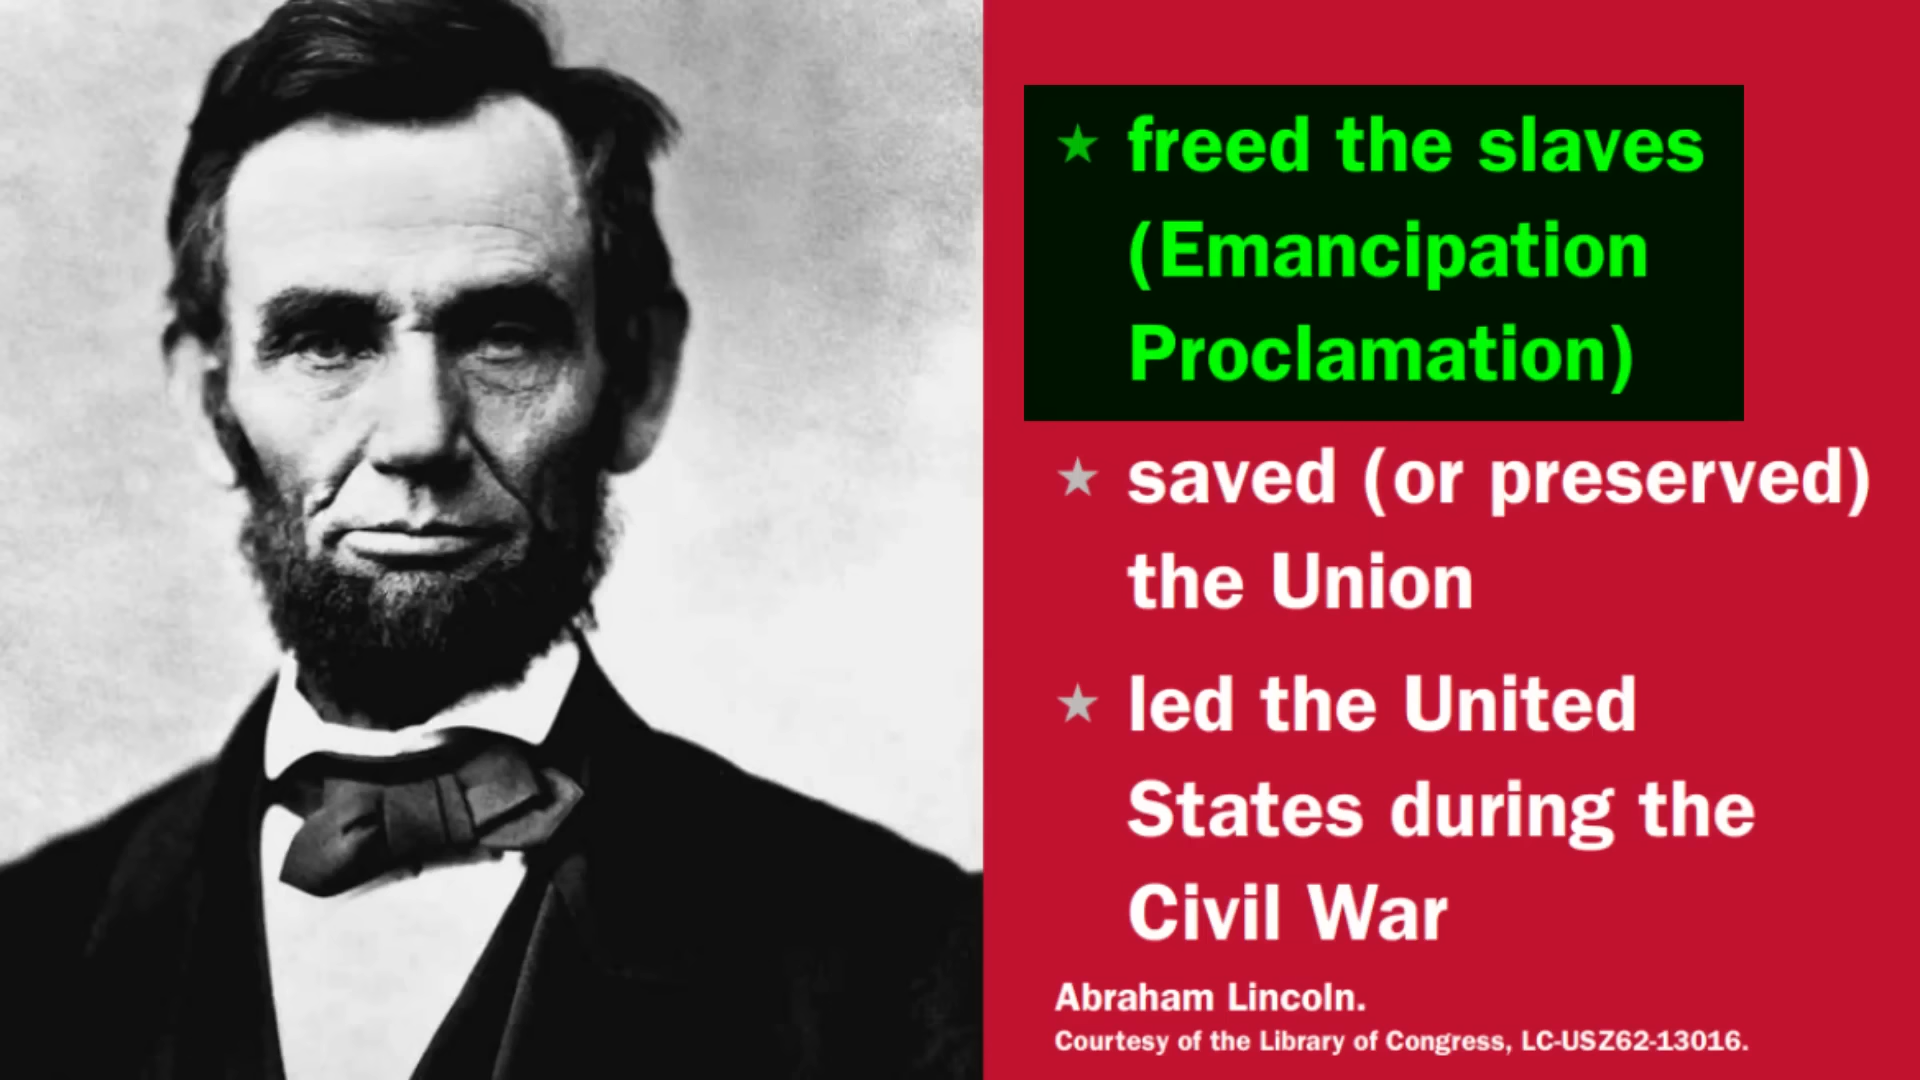 ★ freed the slaves
(Emancipation
Proclamation)
★ saved (or preserved)
the Union
★ led the United
States during the
Civil War
Abraham Lincoln.
Courtesy of the Library of Congress, LC-USZ62-13016.